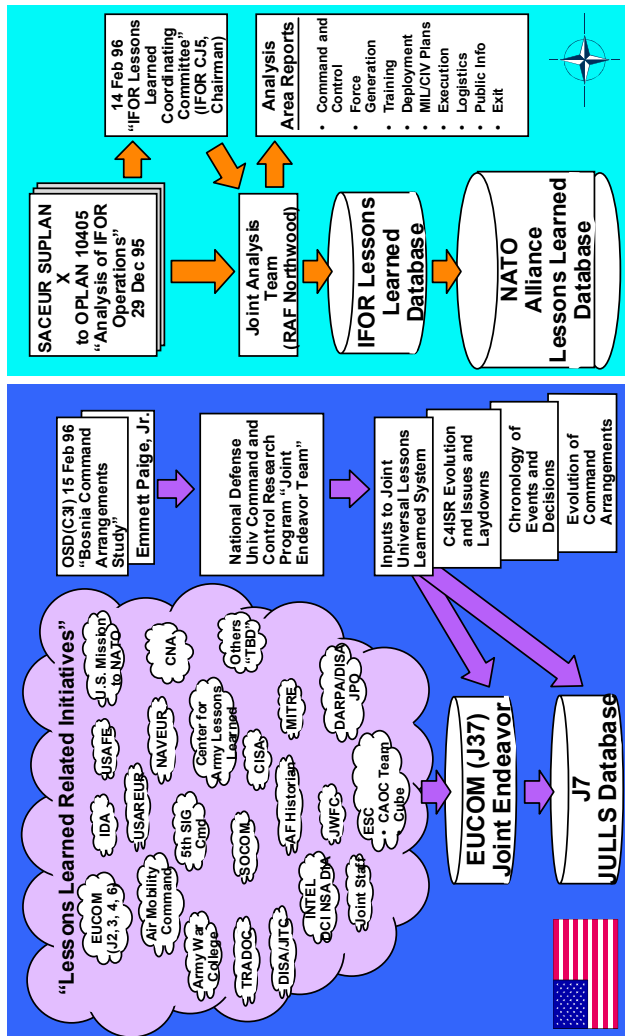 “Lessons Learned Related Initiatives”
EUCOM
(J2, 3, 4, 6)
IDA
USAFE
U.S. Mission
to NATO
Air Mobility
Command
USAREUR
NAVEUR
CNA
Army War
College
5th SIG
Cmd
Center for
Army Lessons
Learned
Others
“TBD”
TRADOC
SOCOM
CISA
DISA/JITC
AF Historian
MITRE
INTEL
DCI NSA DIA
JWFC
DARPA/DISA
JPO
Joint Staff
ESC
• CAOC Team
• Cube
EUCOM (J37)
Joint Endeavor
J7
JULLS Database
OSD(C3I) 15 Feb 96
“Bosnia Command
Arrangements
Study”
Emmett Paige, Jr.
National Defense
Univ Command and
Control Research
Program “Joint
Endeavor Team”
Inputs to Joint
Universal Lessons
Learned System
C4ISR Evolution
and Issues and
Laydowns
Chronology of
Events and
Decisions
Evolution of
Command
Arrangements
SACEUR SUPLAN
X
to OPLAN 10405
“Analysis of IFOR
Operations”
29 Dec 95
14 Feb 96
“IFOR Lessons
Learned
Coordinating
Committee”
(IFOR CJ5,
Chairman)
Joint Analysis
Team
(RAF Northwood)
Analysis
Area Reports
• Command and
Control
• Force
Generation
• Training
• Deployment
• MIL/CIV Plans
• Execution
• Logistics
• Public Info
• Exit
IFOR Lessons
Learned
Database
NATO
Alliance
Lessons Learned
Database